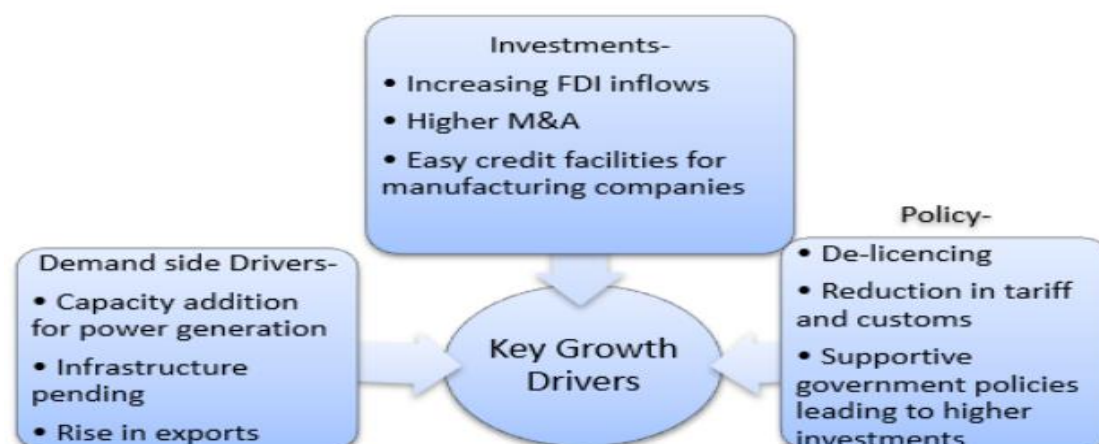 Investments-
• Increasing FDI inflows
• Higher M&A
• Easy credit facilities for
manufacturing companies
Demand side Drivers-
• Capacity addition
for power generation
• Infrastructure
pending
• Rise in exports
Key Growth
Drivers
Policy-
• De-licencing
• Reduction in tariff
and customs
• Supportive
government policies
leading to higher
investments